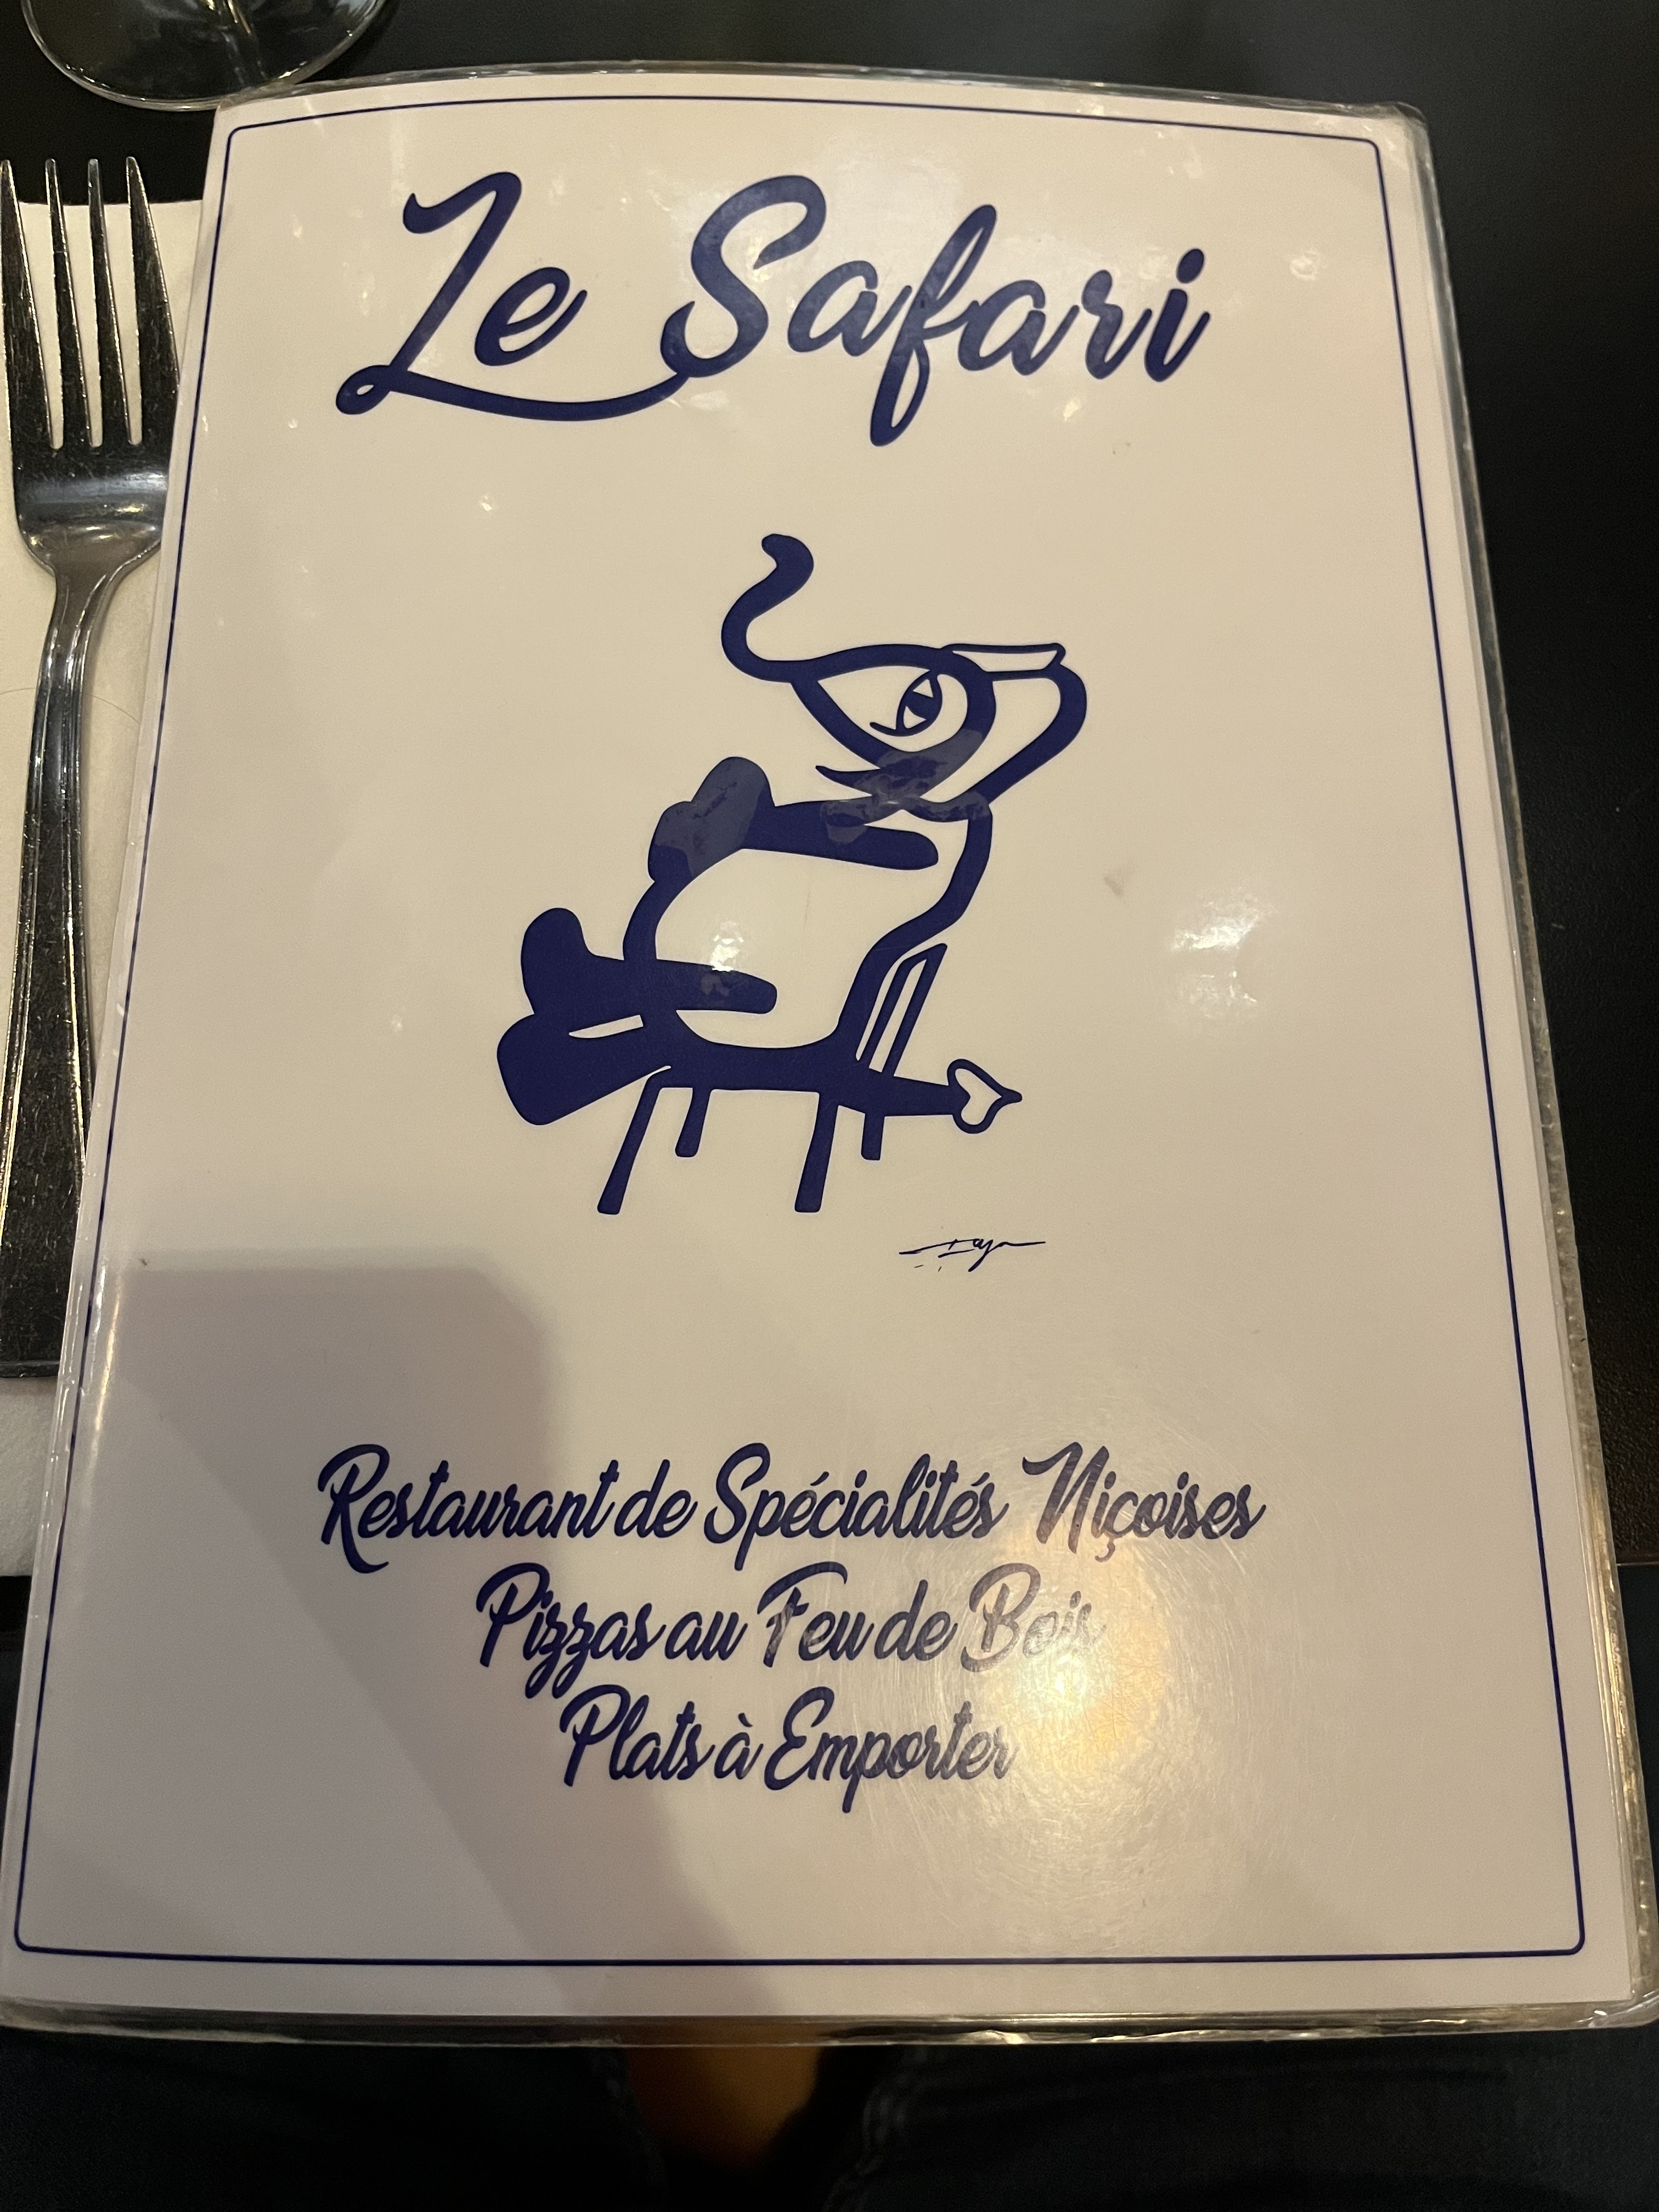 Le Safari
Restaurant de Spécialités Niçoises
Pizzas au Feu de Bois
Plats à Emporter